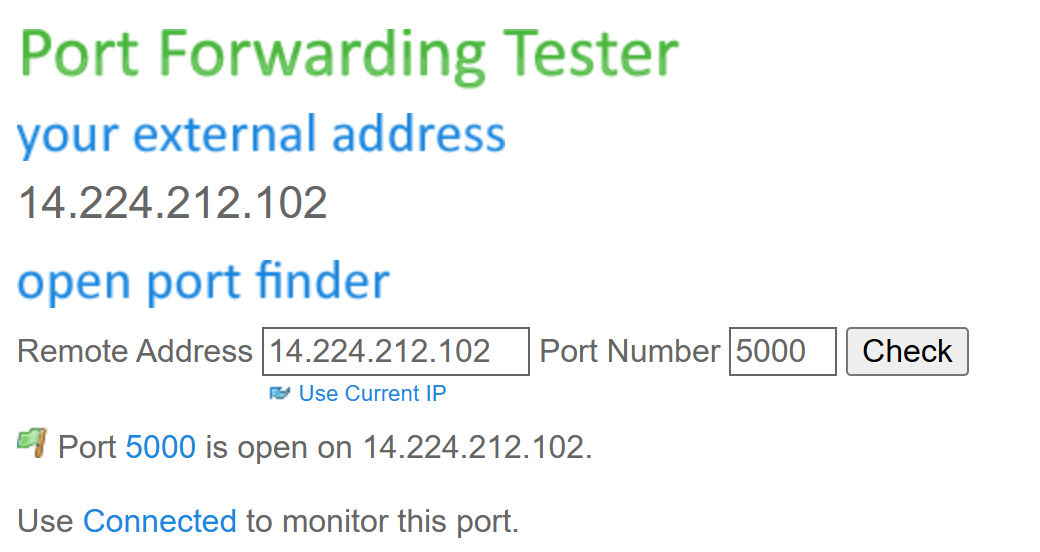 Port Forwarding Tester
your external address
14.224.212.102
open port finder
Remote Address 14.224.212.102 Port Number 5000 Check
Use Current IP
Port 5000 is open on 14.224.212.102.
Use Connected to monitor this port.